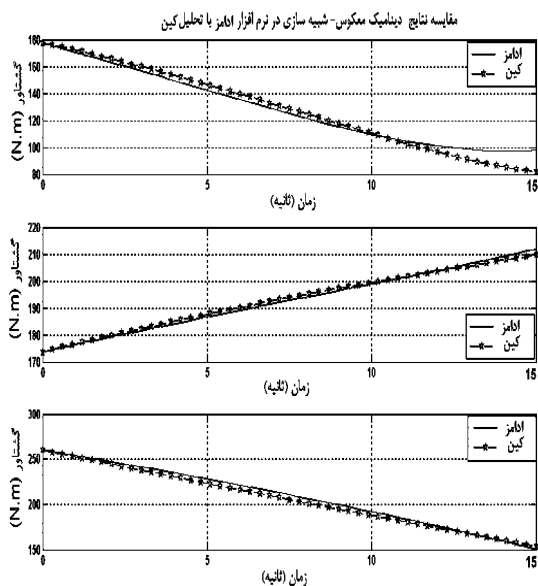 مقایسه نتایج دینامیک معکوس- شبیه سازی در نرم افزار ادامز با تحلیل کین
180
160
140
120
100
80
گشتاور (N.m)
ادامز
کین
0 5 10 15
زمان (ثانیه)
220
210
200
190
180
170
گشتاور (N.m)
ادامز
کین
0 5 10 15
زمان (ثانیه)
300
250
200
150
گشتاور (N.m)
ادامز
کین
0 5 10 15
زمان (ثانیه)